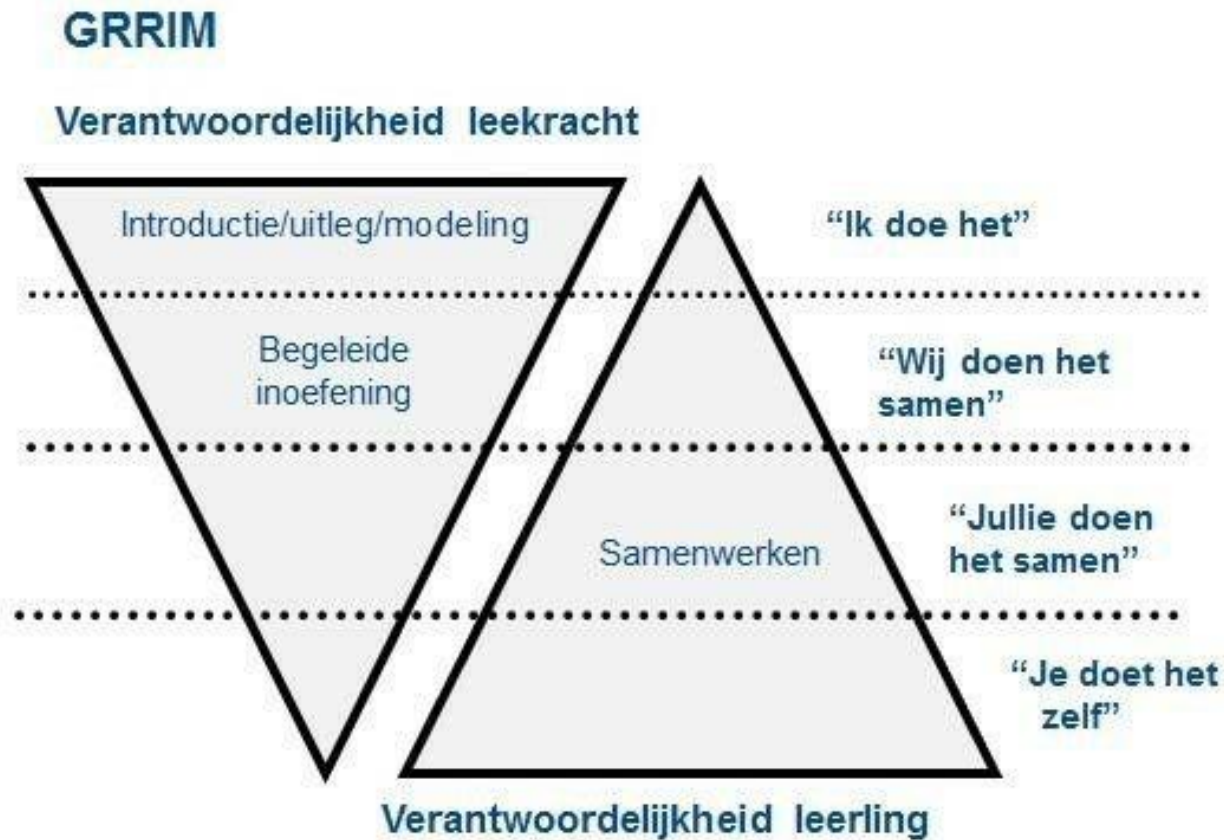 GRRIM
Verantwoordelijkheid leekracht
Introductie/uitleg/modeling
“Ik doe het”
Begeleide
inoefening
“Wij doen het
samen”
Samenwerken
“Jullie doen
het samen”
“Je doet het
zelf”
Verantwoordelijkheid leerling